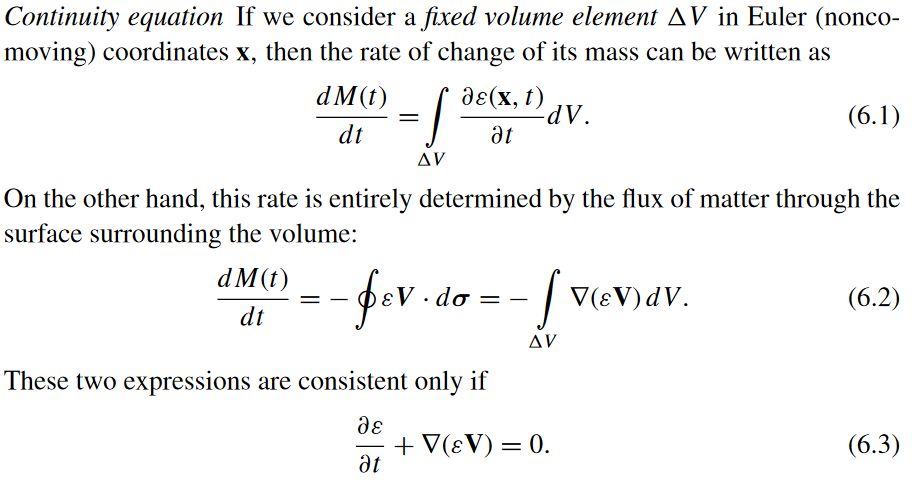 Continuity equation If we consider a fixed volume element ΔV in Euler (nonco-
moving) coordinates x, then the rate of change of its mass can be written as
dM(t)/dt = ∫_{ΔV} ∂ε(x, t)/∂t dV. (6.1)
On the other hand, this rate is entirely determined by the flux of matter through the
surface surrounding the volume:
dM(t)/dt = − ∮ εV · dσ = − ∫_{ΔV} ∇(εV) dV. (6.2)
These two expressions are consistent only if
∂ε/∂t + ∇(εV) = 0. (6.3)